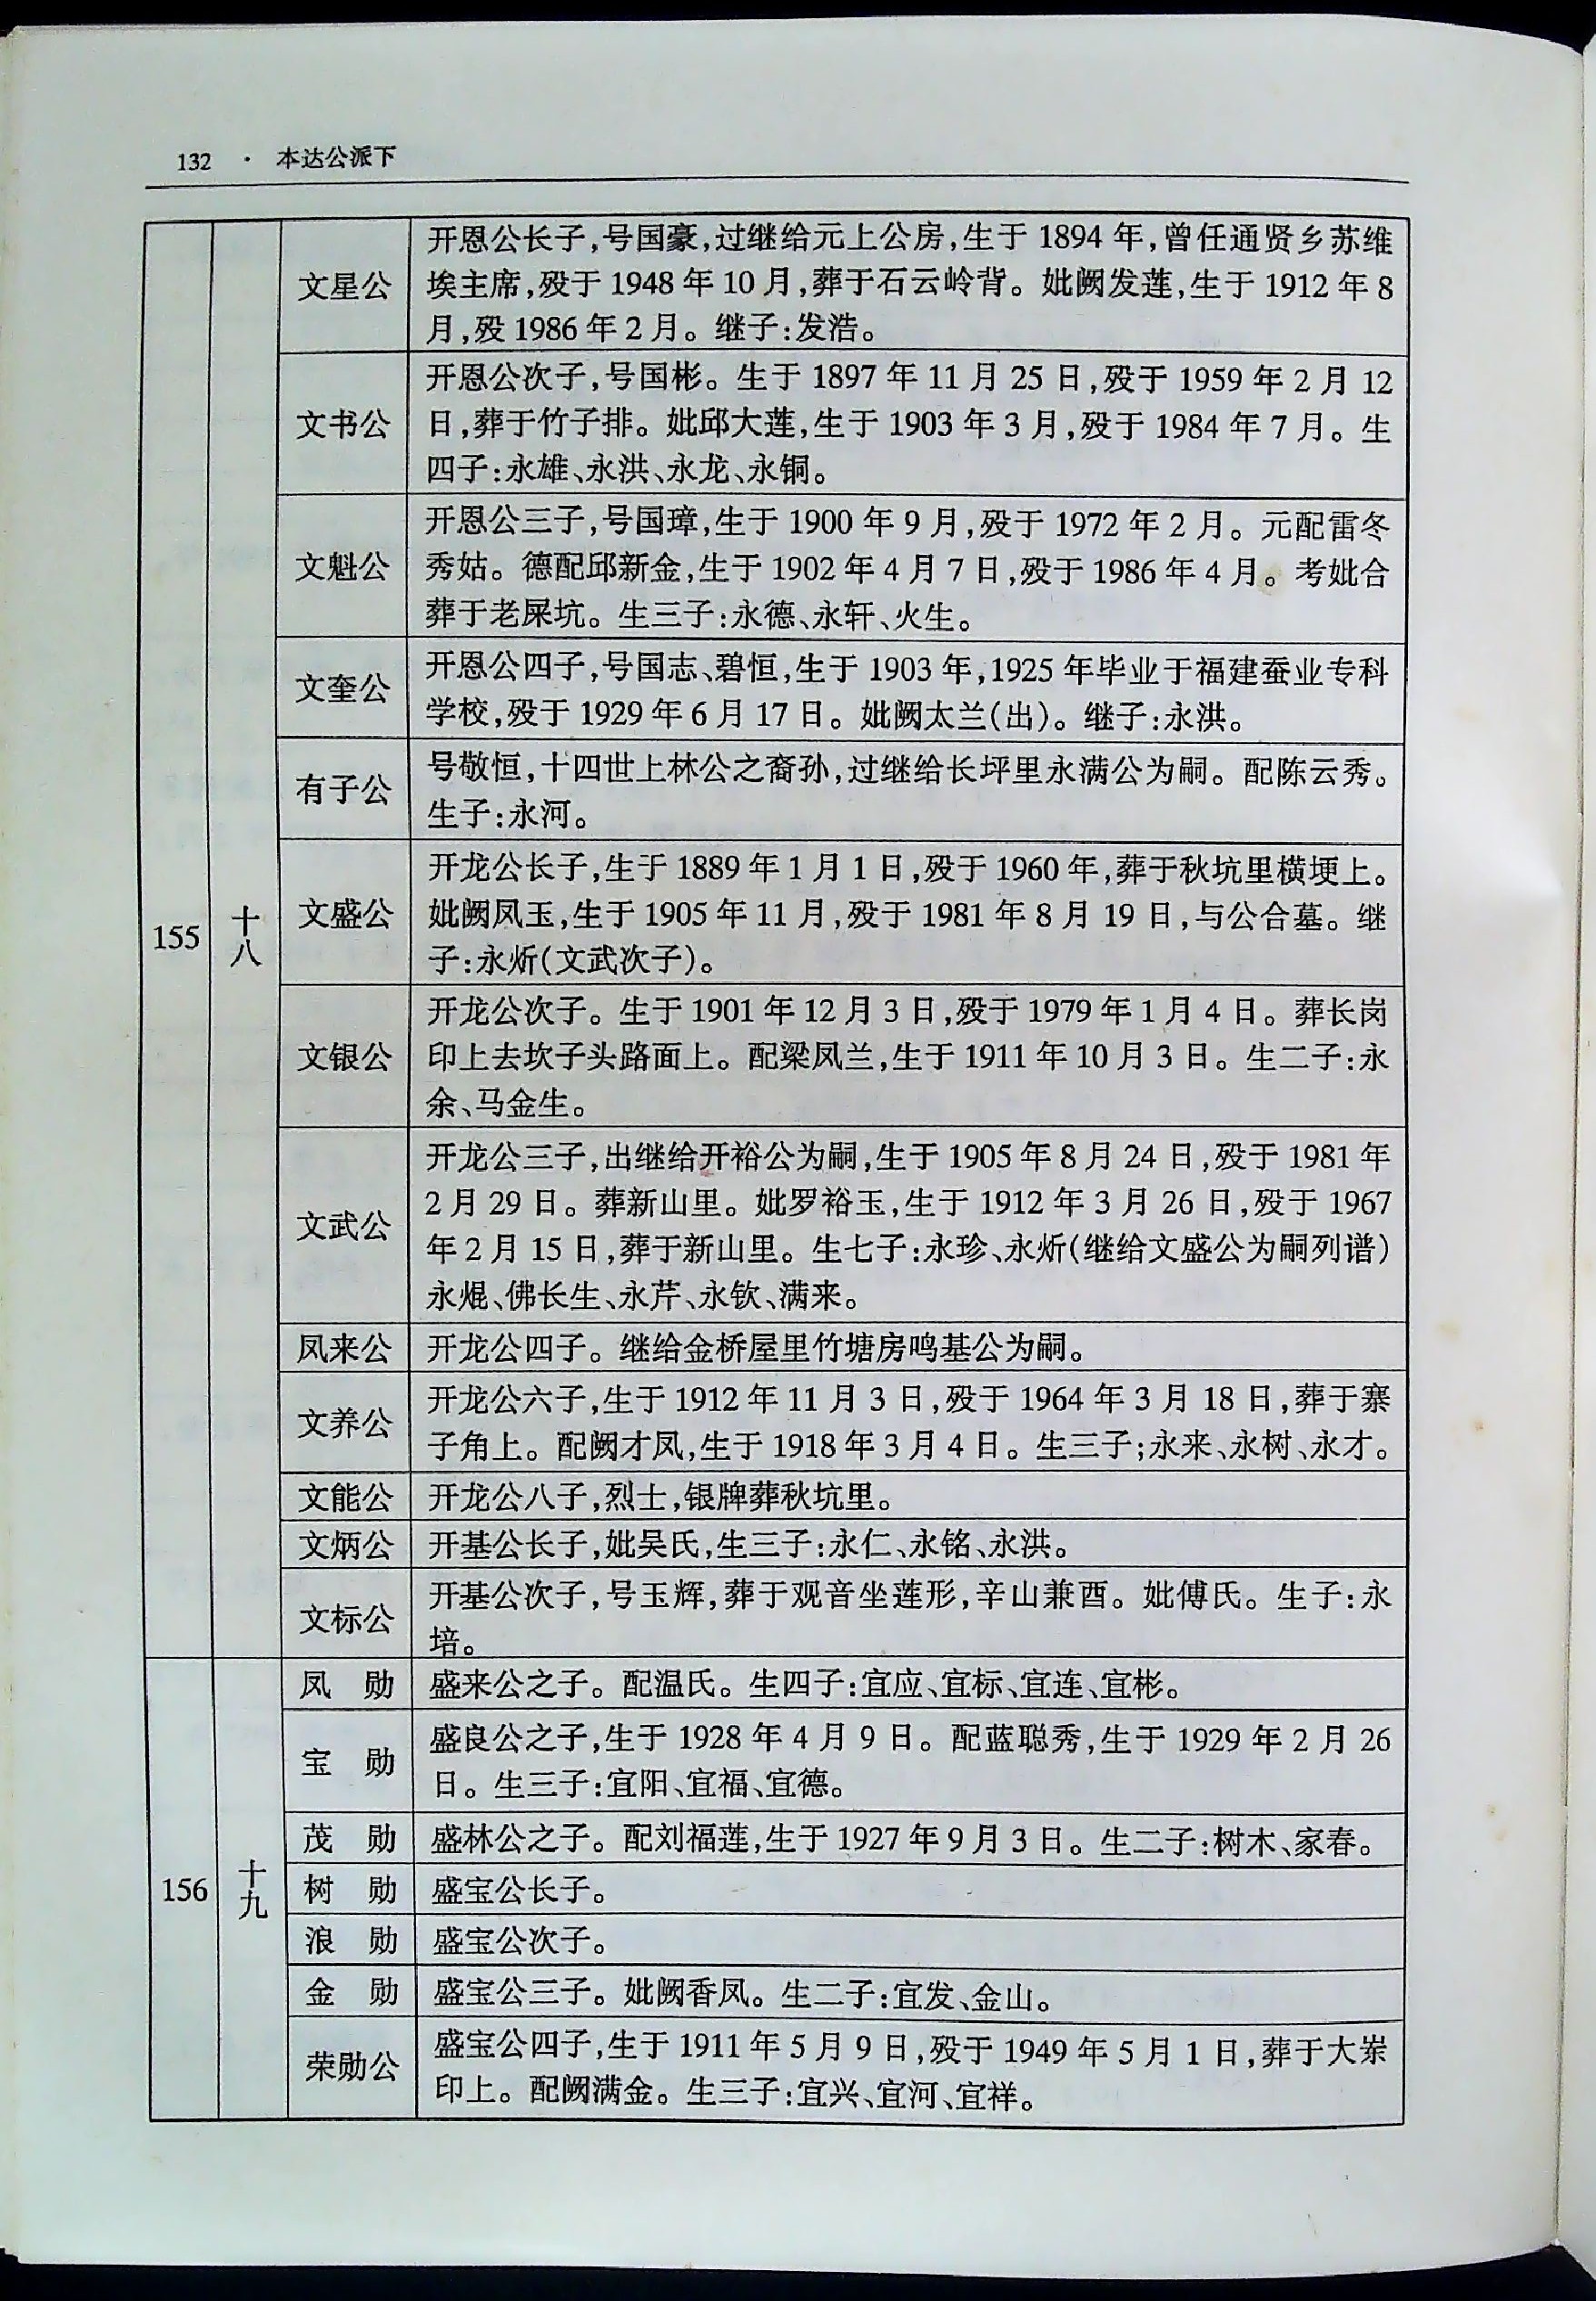 132 · 本达公派下
文星公
开恩公长子,号国豪,过继给元上公房,生于 1894 年,曾任通贤乡苏维
埃主席,殁于 1948 年 10 月,葬于石云岭背。妣阙发莲,生于 1912 年 8
月,殁 1986 年 2 月。继子:发浩。
文书公
开恩公次子,号国彬。生于 1897 年 11 月 25 日,殁于 1959 年 2 月 12
日,葬于竹子排。妣邱大莲,生于 1903 年 3 月,殁于 1984 年 7 月。生
四子:永雄、永洪、永龙、永铜。
文魁公
开恩公三子,号国璋,生于 1900 年 9 月,殁于 1972 年 2 月。元配雷冬
秀姑。德配邱新金,生于 1902 年 4 月 7 日,殁于 1986 年 4 月。考妣合
葬于老屎坑。生三子:永德、永轩、火生。
文奎公
开恩公四子,号国志、碧恒,生于 1903 年,1925 年毕业于福建蚕业专科
学校,殁于 1929 年 6 月 17 日。妣阙太兰(出)。继子:永洪。
有子公
号敬恒,十四世上林公之裔孙,过继给长坪里永满公为嗣。配陈云秀。
生子:永河。
155
十八
文盛公
开龙公长子,生于 1889 年 1 月 1 日,殁于 1960 年,葬于秋坑里横埂上。
妣阙凤玉,生于 1905 年 11 月,殁于 1981 年 8 月 19 日,与公合墓。继
子:永炘(文武次子)。
文银公
开龙公次子。生于 1901 年 12 月 3 日,殁于 1979 年 1 月 4 日。葬长岗
印上去坎子头路面上。配梁凤兰,生于 1911 年 10 月 3 日。生二子:永
余、马金生。
文武公
开龙公三子,出继给开裕公为嗣,生于 1905 年 8 月 24 日,殁于 1981 年
2 月 29 日。葬新山里。妣罗裕玉,生于 1912 年 3 月 26 日,殁于 1967
年 2 月 15 日,葬于新山里。生七子:永珍、永炘(继给文盛公为嗣列谱)
永焜、佛长生、永芹、永钦、满来。
凤来公
开龙公四子。继给金桥屋里竹塘房鸣基公为嗣。
文养公
开龙公六子,生于 1912 年 11 月 3 日,殁于 1964 年 3 月 18 日,葬于寨
子角上。配阙才凤,生于 1918 年 3 月 4 日。生三子;永来、永树、永才。
文能公
开龙公八子,烈士,银牌葬秋坑里。
文炳公
开基公长子,妣吴氏,生三子:永仁、永铭、永洪。
文标公
开基公次子,号玉辉,葬于观音坐莲形,辛山兼酉。妣傅氏。生子:永
培。
凤 勋
盛来公之子。配温氏。生四子:宜应、宜标、宜连、宜彬。
宝 勋
盛良公之子,生于 1928 年 4 月 9 日。配蓝聪秀,生于 1929 年 2 月 26
日。生三子:宜阳、宜福、宜德。
茂 勋
盛林公之子。配刘福莲,生于 1927 年 9 月 3 日。生二子:树木、家春。
156
十九
树 勋
盛宝公长子。
浪 勋
盛宝公次子。
金 勋
盛宝公三子。妣阙香凤。生二子:宜发、金山。
荣勋公
盛宝公四子,生于 1911 年 5 月 9 日,殁于 1949 年 5 月 1 日,葬于大岽
印上。配阙满金。生三子:宜兴、宜河、宜祥。